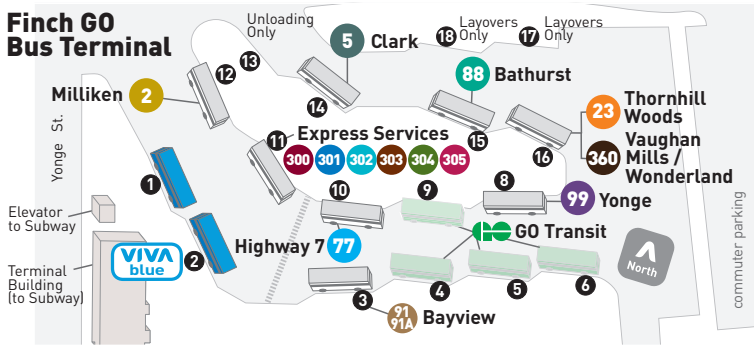 Finch GO
Bus Terminal
Unloading
Only
5 Clark
18 Layovers
Only
17 Layovers
Only
12
13
88 Bathurst
Milliken 2
14
23 Thornhill
Woods
360 Vaughan
Mills /
Wonderland
15
16
11 Express Services
300 301 302 303 304 305
Yonge St.
1
10
9
8
99 Yonge
Elevator
to Subway
VIVA
blue
2
Highway 7 77
GO Transit
North
commuter parking
Terminal
Building
(to Subway)
3
4
5
6
91
91A
Bayview